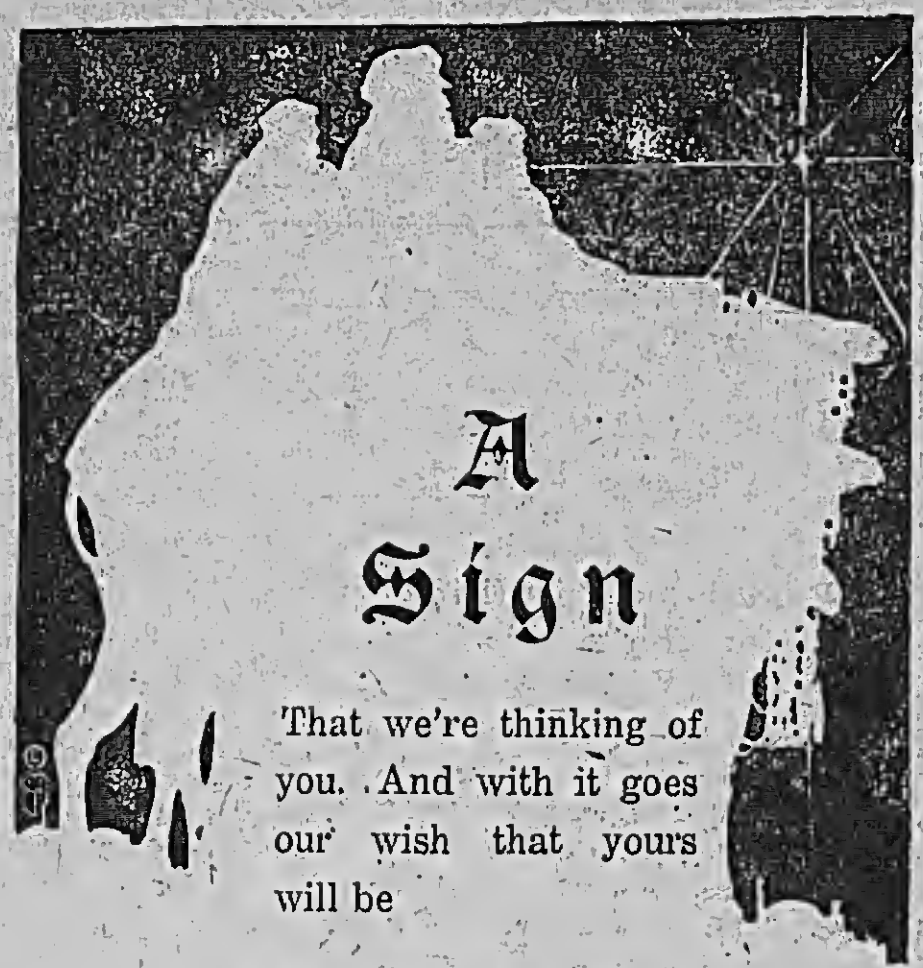 A
Sign
That we're thinking of
you. And with it goes
our wish that yours
will be